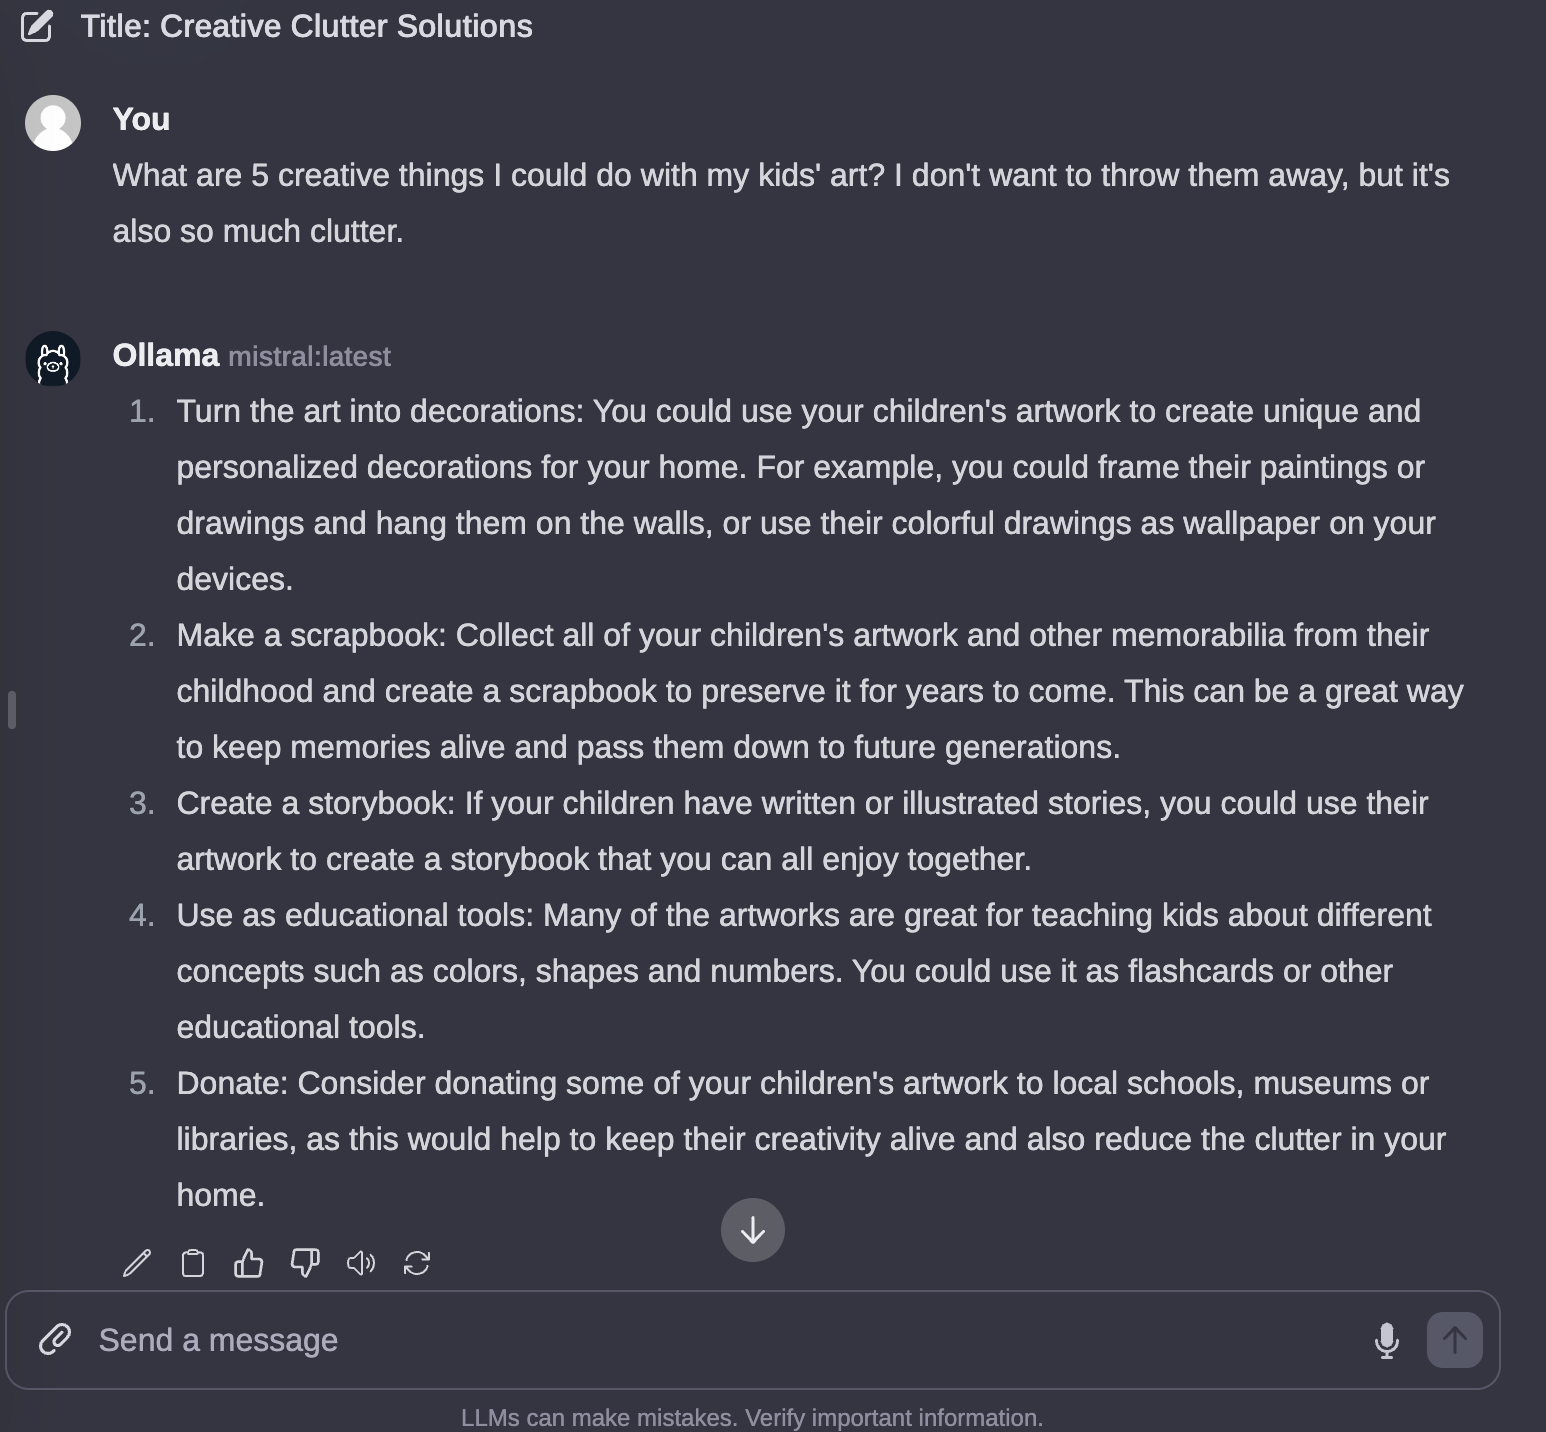 Title: Creative Clutter Solutions
You
What are 5 creative things I could do with my kids' art? I don't want to throw them away, but it's
also so much clutter.
Ollama mistral:latest
1. Turn the art into decorations: You could use your children's artwork to create unique and
personalized decorations for your home. For example, you could frame their paintings or
drawings and hang them on the walls, or use their colorful drawings as wallpaper on your
devices.
2. Make a scrapbook: Collect all of your children's artwork and other memorabilia from their
childhood and create a scrapbook to preserve it for years to come. This can be a great way
to keep memories alive and pass them down to future generations.
3. Create a storybook: If your children have written or illustrated stories, you could use their
artwork to create a storybook that you can all enjoy together.
4. Use as educational tools: Many of the artworks are great for teaching kids about different
concepts such as colors, shapes and numbers. You could use it as flashcards or other
educational tools.
5. Donate: Consider donating some of your children's artwork to local schools, museums or
libraries, as this would help to keep their creativity alive and also reduce the clutter in your
home.
Send a message
LLMs can make mistakes. Verify important information.